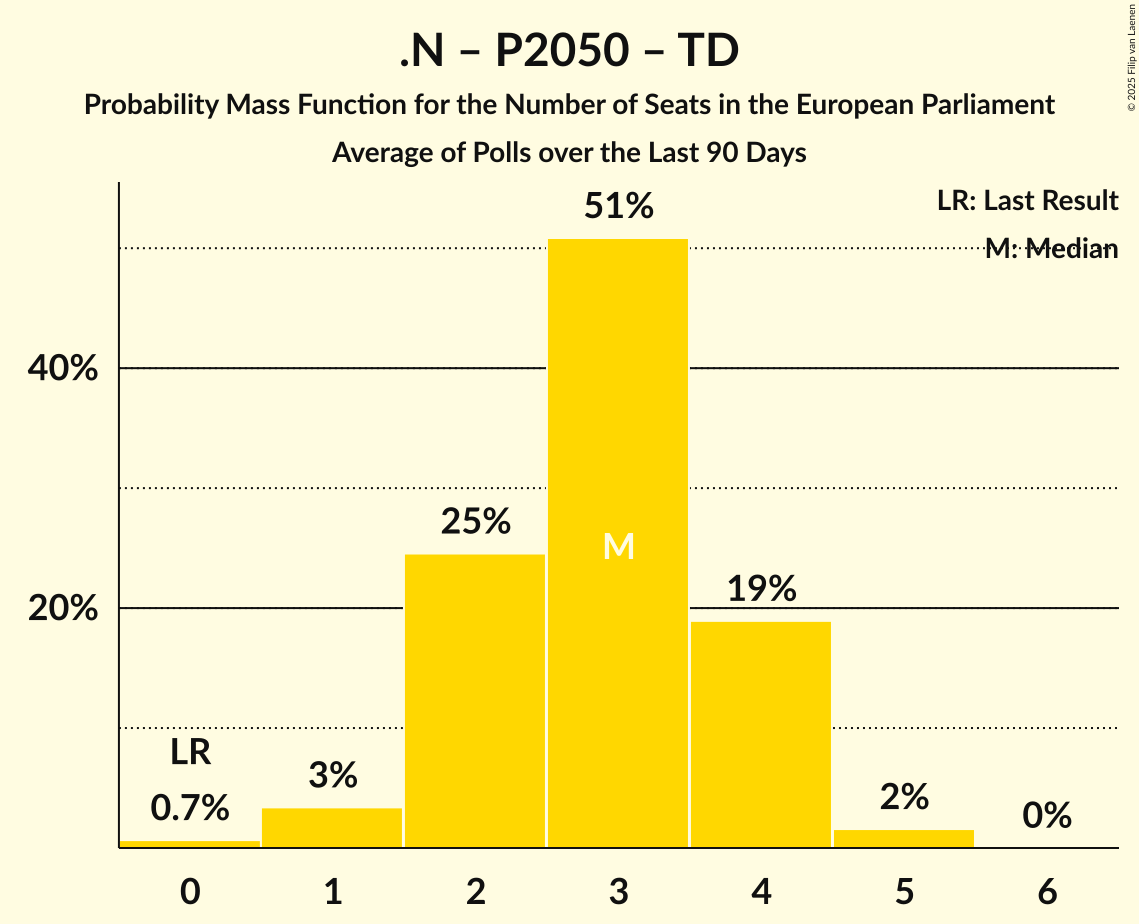 .N – P2050 – TD
Probability Mass Function for the Number of Seats in the European Parliament
Average of Polls over the Last 90 Days
© 2025 Filip van Laenen
LR: Last Result
M: Median
51%
40%
25%
M
19%
20%
LR
0.7%
3%
2%
0%
0 1 2 3 4 5 6